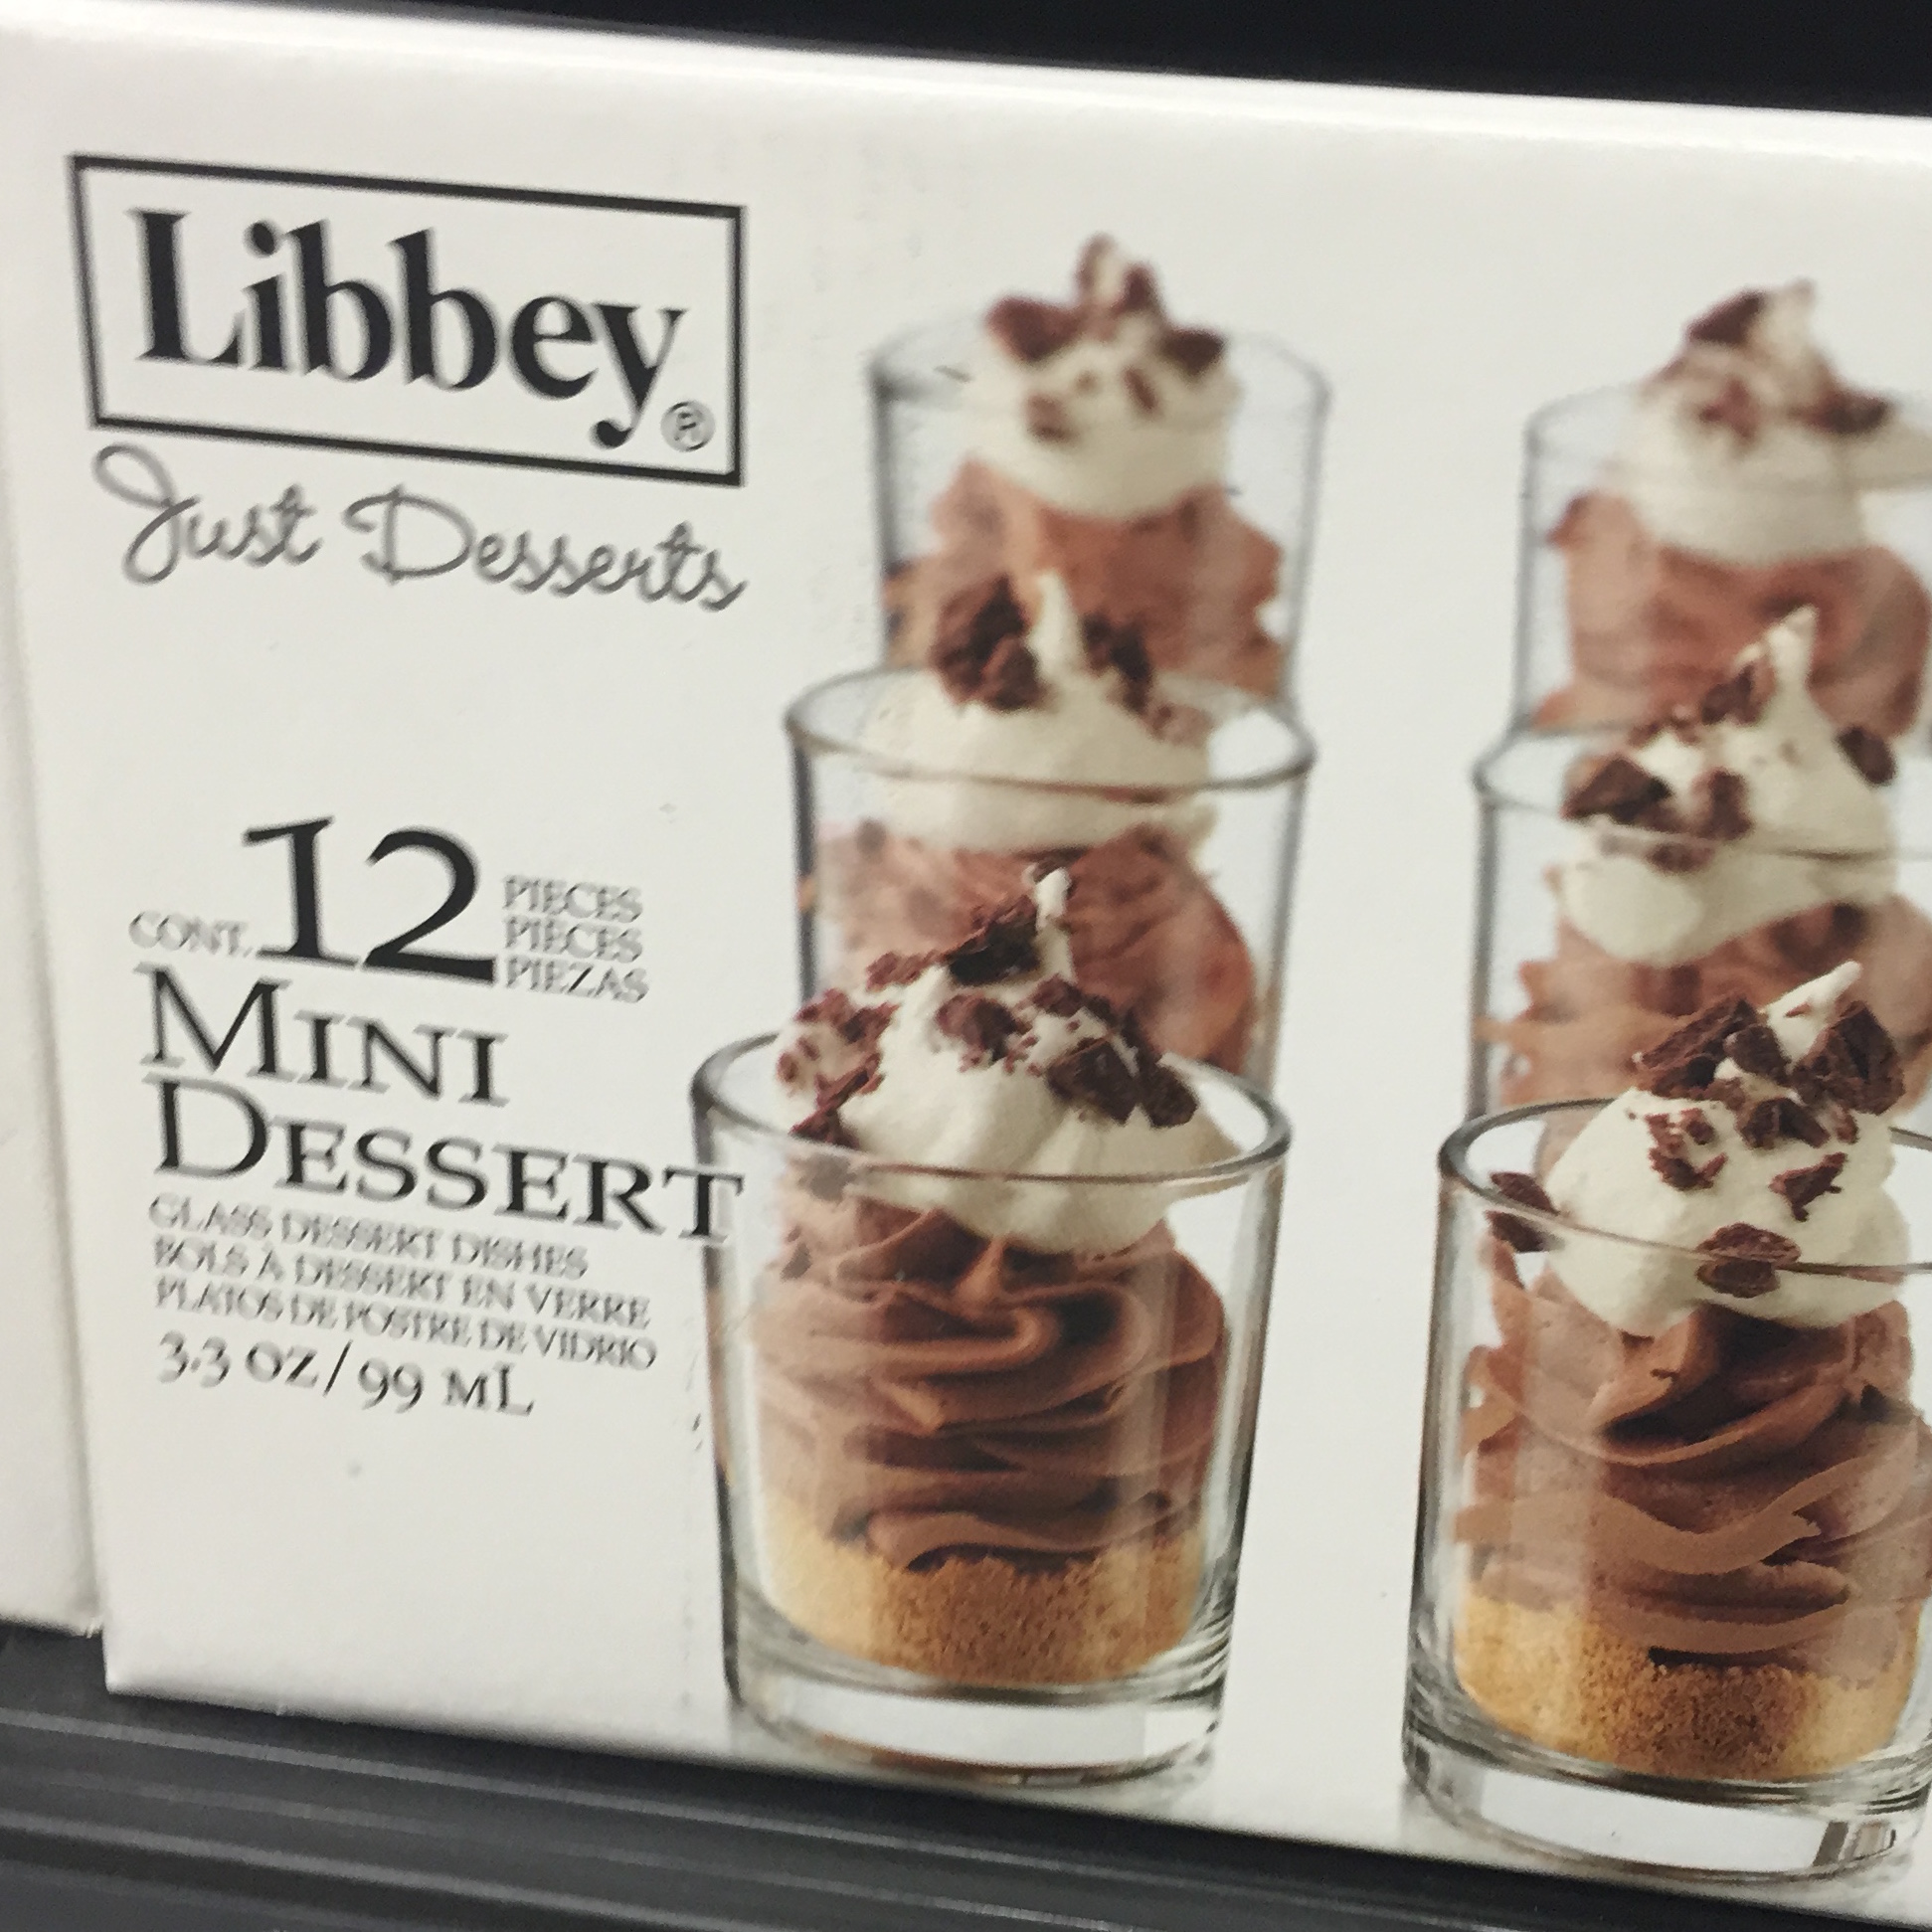 Libbey®
Just Desserts
CONT. 12 PIECES
PIÈCES
PIEZAS
MINI
DESSERT
GLASS DESSERT DISHES
BOLS À DESSERT EN VERRE
PLATOS DE POSTRE DE VIDRIO
3.3 OZ/99 ML